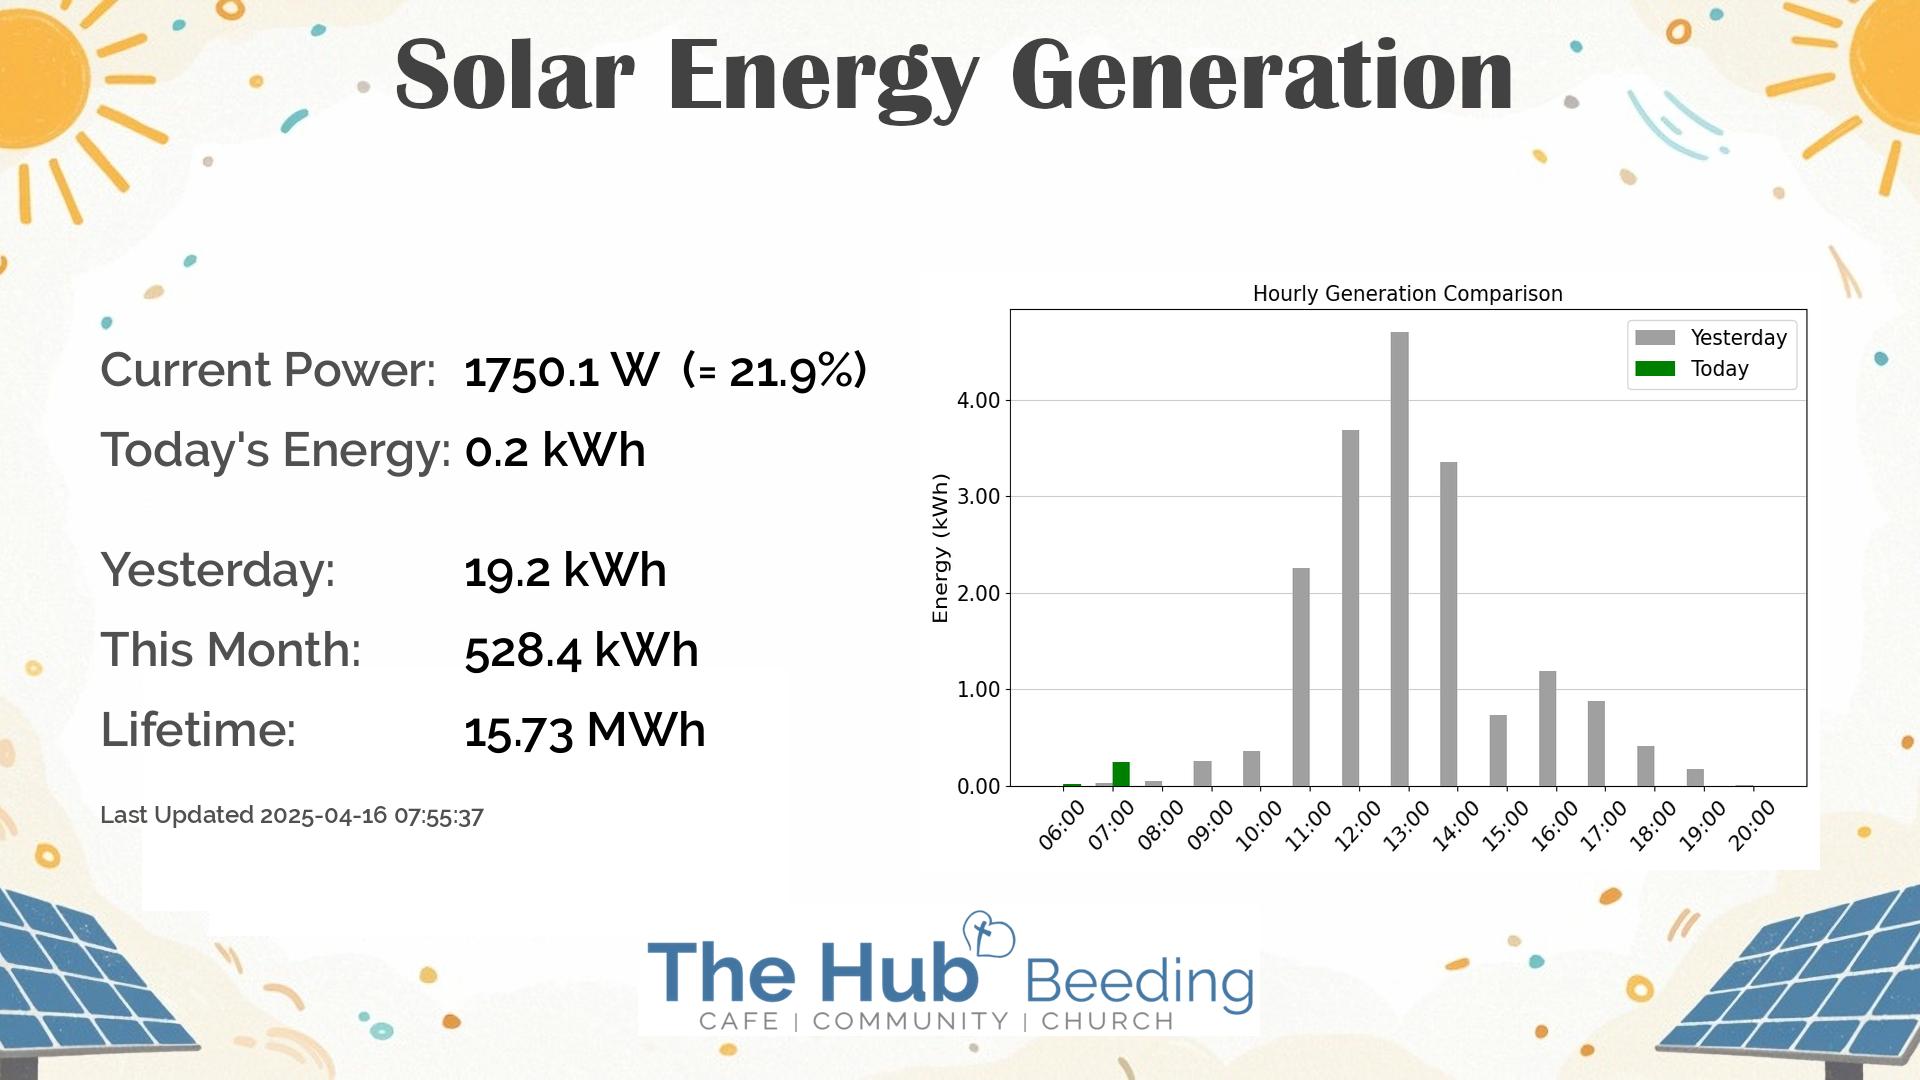 Solar Energy Generation
Current Power: 1750.1 W (= 21.9%)
Today's Energy: 0.2 kWh
Yesterday: 19.2 kWh
This Month: 528.4 kWh
Lifetime: 15.73 MWh
Last Updated 2025-04-16 07:55:37
Hourly Generation Comparison
Yesterday
Today
Energy (kWh)
4.00
3.00
2.00
1.00
0.00
06:00 07:00 08:00 09:00 10:00 11:00 12:00 13:00 14:00 15:00 16:00 17:00 18:00 19:00 20:00
The Hub Beeding
CAFE | COMMUNITY | CHURCH